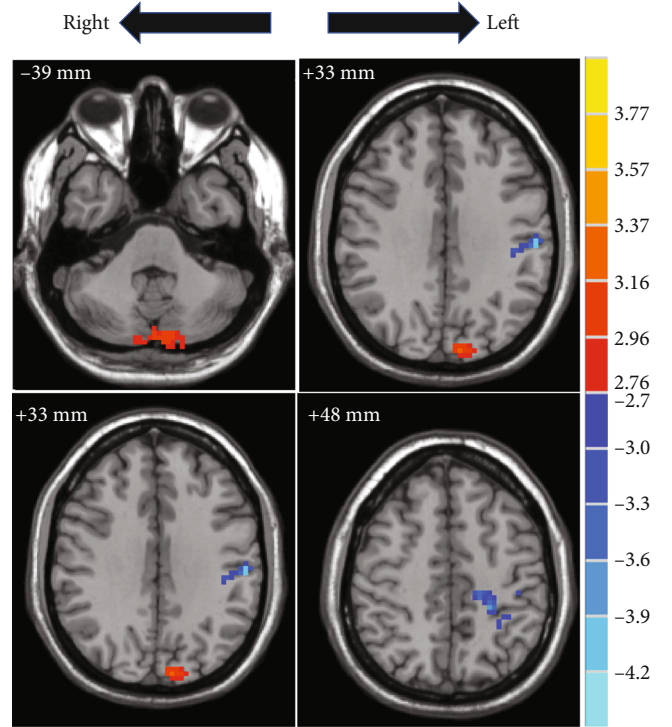 Right
Left
–39 mm
+33 mm
+33 mm
+48 mm
3.77
3.57
3.37
3.16
2.96
2.76
–2.7
–3.0
–3.3
–3.6
–3.9
–4.2